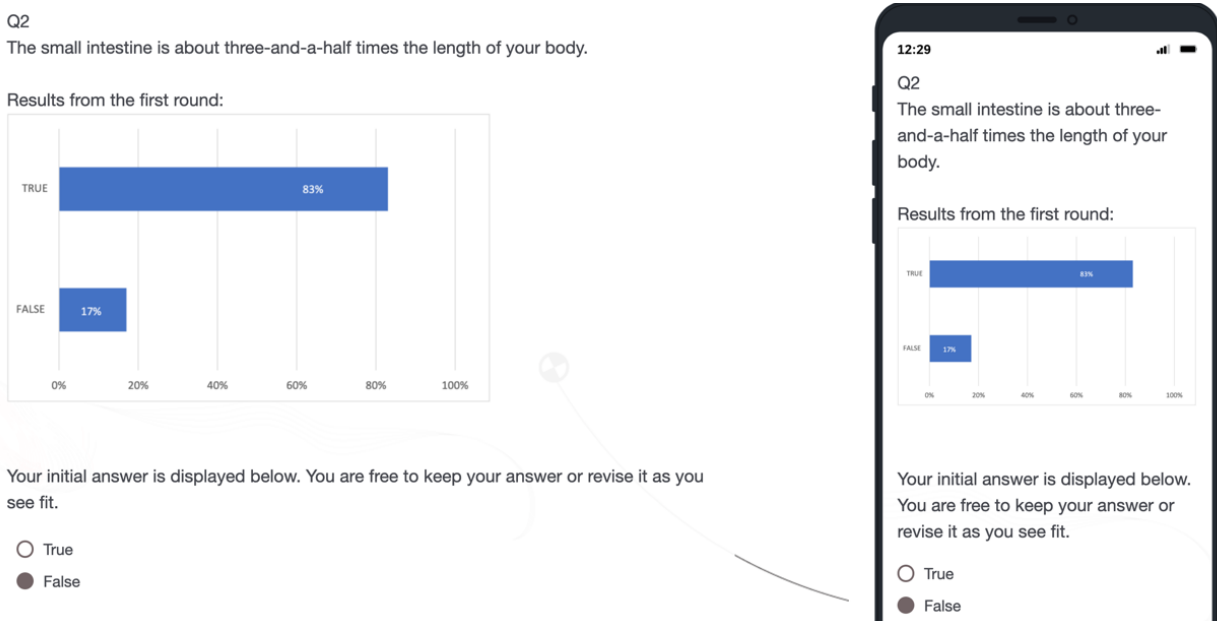 Q2
The small intestine is about three-and-a-half times the length of your body.
Results from the first round:
TRUE
83%
FALSE
17%
0% 20% 40% 60% 80% 100%
Your initial answer is displayed below. You are free to keep your answer or revise it as you
see fit.
True
False
12:29
Q2
The small intestine is about three-
and-a-half times the length of your
body.
Results from the first round:
TRUE
83%
FALSE
17%
0% 20% 40% 60% 80% 100%
Your initial answer is displayed below.
You are free to keep your answer or
revise it as you see fit.
True
False